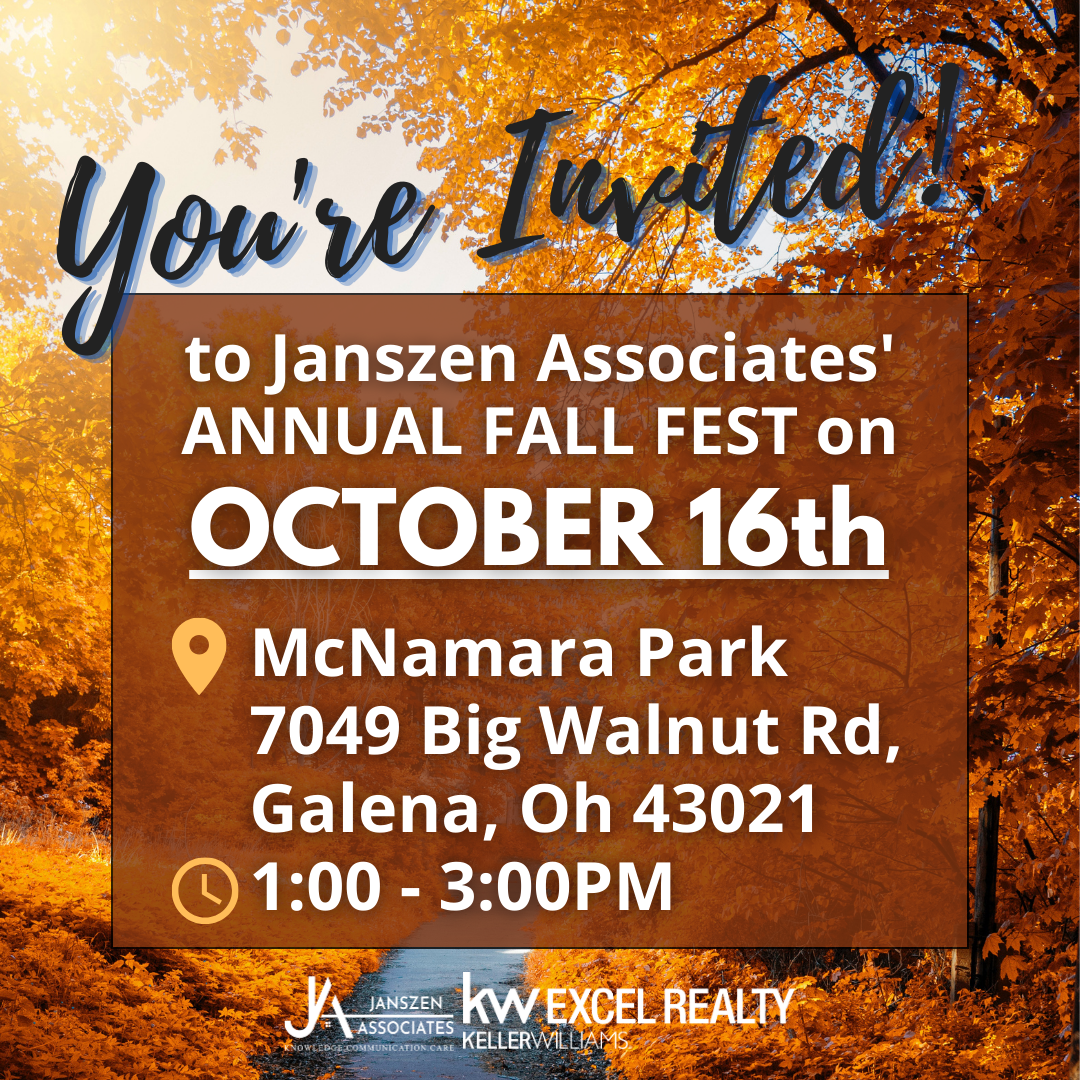 You're Invited!
to Janszen Associates'
ANNUAL FALL FEST on
OCTOBER 16th
McNamara Park
7049 Big Walnut Rd,
Galena, Oh 43021
1:00 - 3:00PM
JA JANSZEN
ASSOCIATES
KNOWLEDGE.COMMUNICATION.CARE
kw EXCEL REALTY
KELLERWILLIAMS.